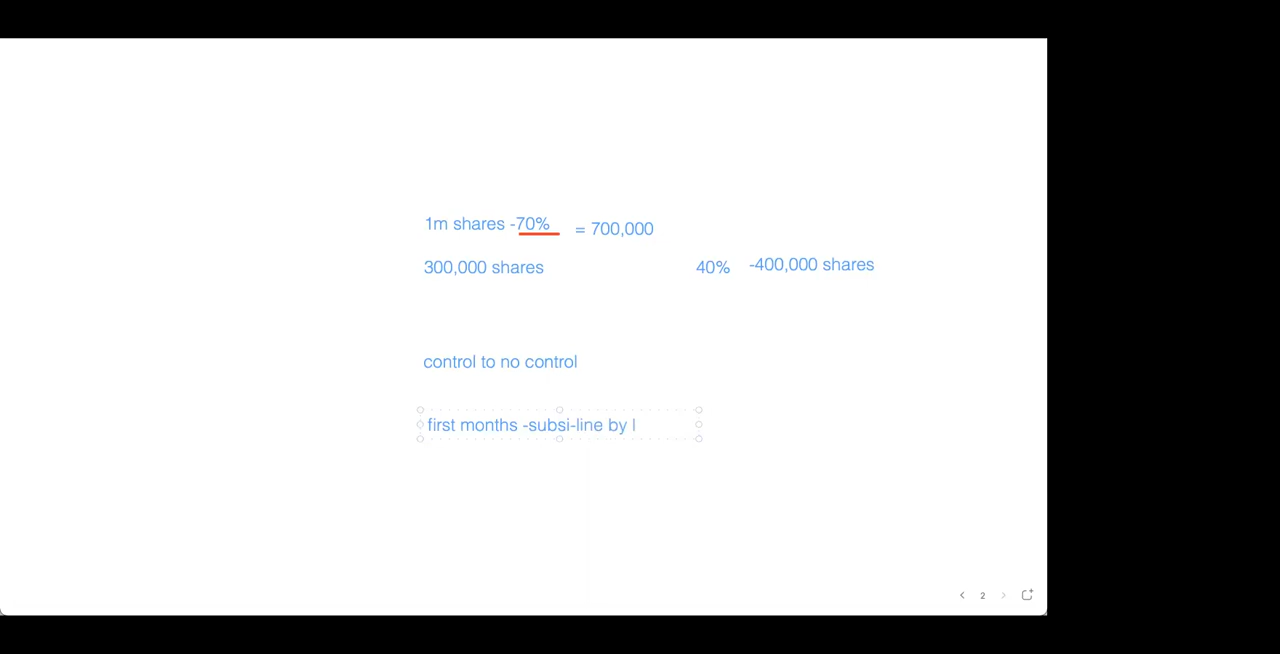 1m shares -70% = 700,000
300,000 shares 40% -400,000 shares
control to no control
first months -subsi-line by l
2